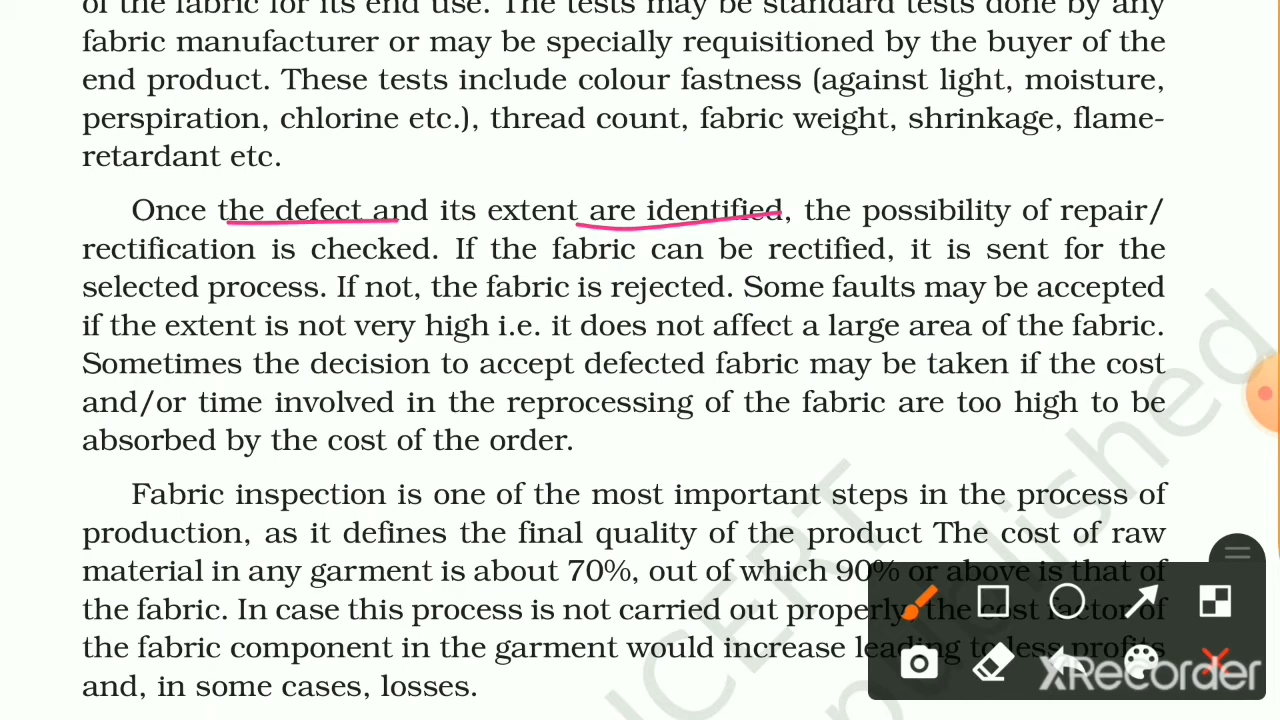 of the fabric for its end use. The tests may be standard tests done by any
fabric manufacturer or may be specially requisitioned by the buyer of the
end product. These tests include colour fastness (against light, moisture,
perspiration, chlorine etc.), thread count, fabric weight, shrinkage, flame-
retardant etc.
Once the defect and its extent are identified, the possibility of repair/
rectification is checked. If the fabric can be rectified, it is sent for the
selected process. If not, the fabric is rejected. Some faults may be accepted
if the extent is not very high i.e. it does not affect a large area of the fabric.
Sometimes the decision to accept defected fabric may be taken if the cost
and/or time involved in the reprocessing of the fabric are too high to be
absorbed by the cost of the order.
Fabric inspection is one of the most important steps in the process of
production, as it defines the final quality of the product The cost of raw
material in any garment is about 70%, out of which 90% or above is that of
the fabric. In case this process is not carried out properly, the cost factor of
the fabric component in the garment would increase leading to less profits
and, in some cases, losses.
NCERT
published
XRecorder